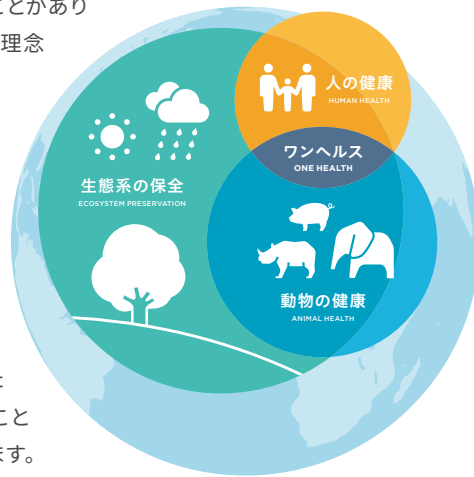 ことがあり
理念
人の健康
HUMAN HEALTH
ワンヘルス
ONE HEALTH
生態系の保全
ECOSYSTEM PRESERVATION
動物の健康
ANIMAL HEALTH
こと
ます。